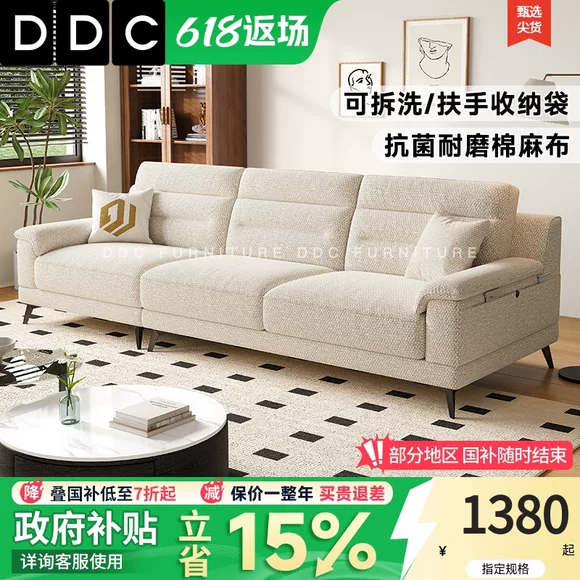 DDC 618返场
甄选
尖货
可拆洗/扶手收纳袋
抗菌耐磨棉麻布
DDC FURNITURE DDC FURNITURE
部分地区 国补随时结束
降 叠国补低至7折起 减 保价一整年 买贵退差
政府补贴
详询客服使用
立省 15%
¥ 1380 起
指定规格